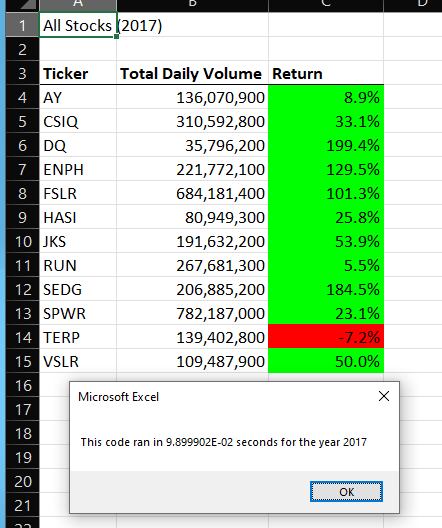 A B C D
1 All Stocks (2017)
2
3 Ticker Total Daily Volume Return
4 AY 136,070,900 8.9%
5 CSIQ 310,592,800 33.1%
6 DQ 35,796,200 199.4%
7 ENPH 221,772,100 129.5%
8 FSLR 684,181,400 101.3%
9 HASI 80,949,300 25.8%
10 JKS 191,632,200 53.9%
11 RUN 267,681,300 5.5%
12 SEDG 206,885,200 184.5%
13 SPWR 782,187,000 23.1%
14 TERP 139,402,800 -7.2%
15 VSLR 109,487,900 50.0%
16
17
18
19
20
21
22
Microsoft Excel
This code ran in 9.899902E-02 seconds for the year 2017
OK